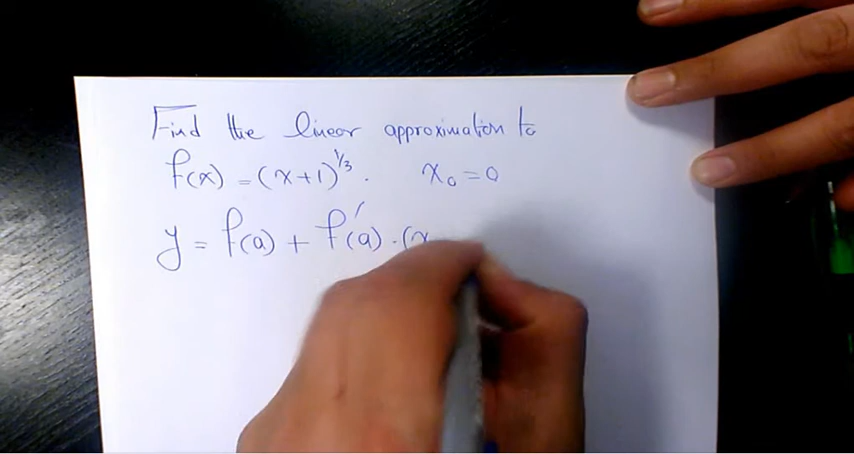 Find the linear approximation to
f(x) = (x+1)^1/3. x₀ = 0
y = f(a) + f'(a) · (x